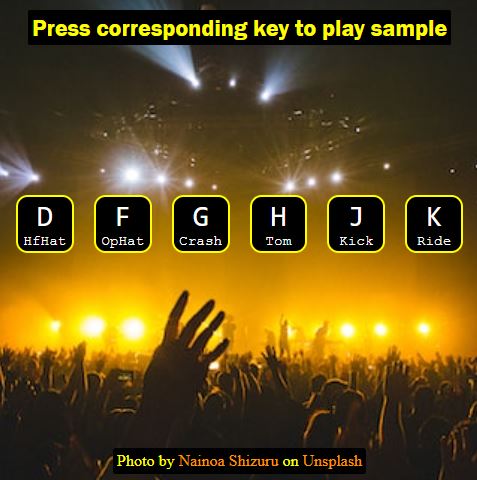 Press corresponding key to play sample
D F G H J K
HfHat OpHat Crash Tom Kick Ride
Photo by Nainoa Shizuru on Unsplash